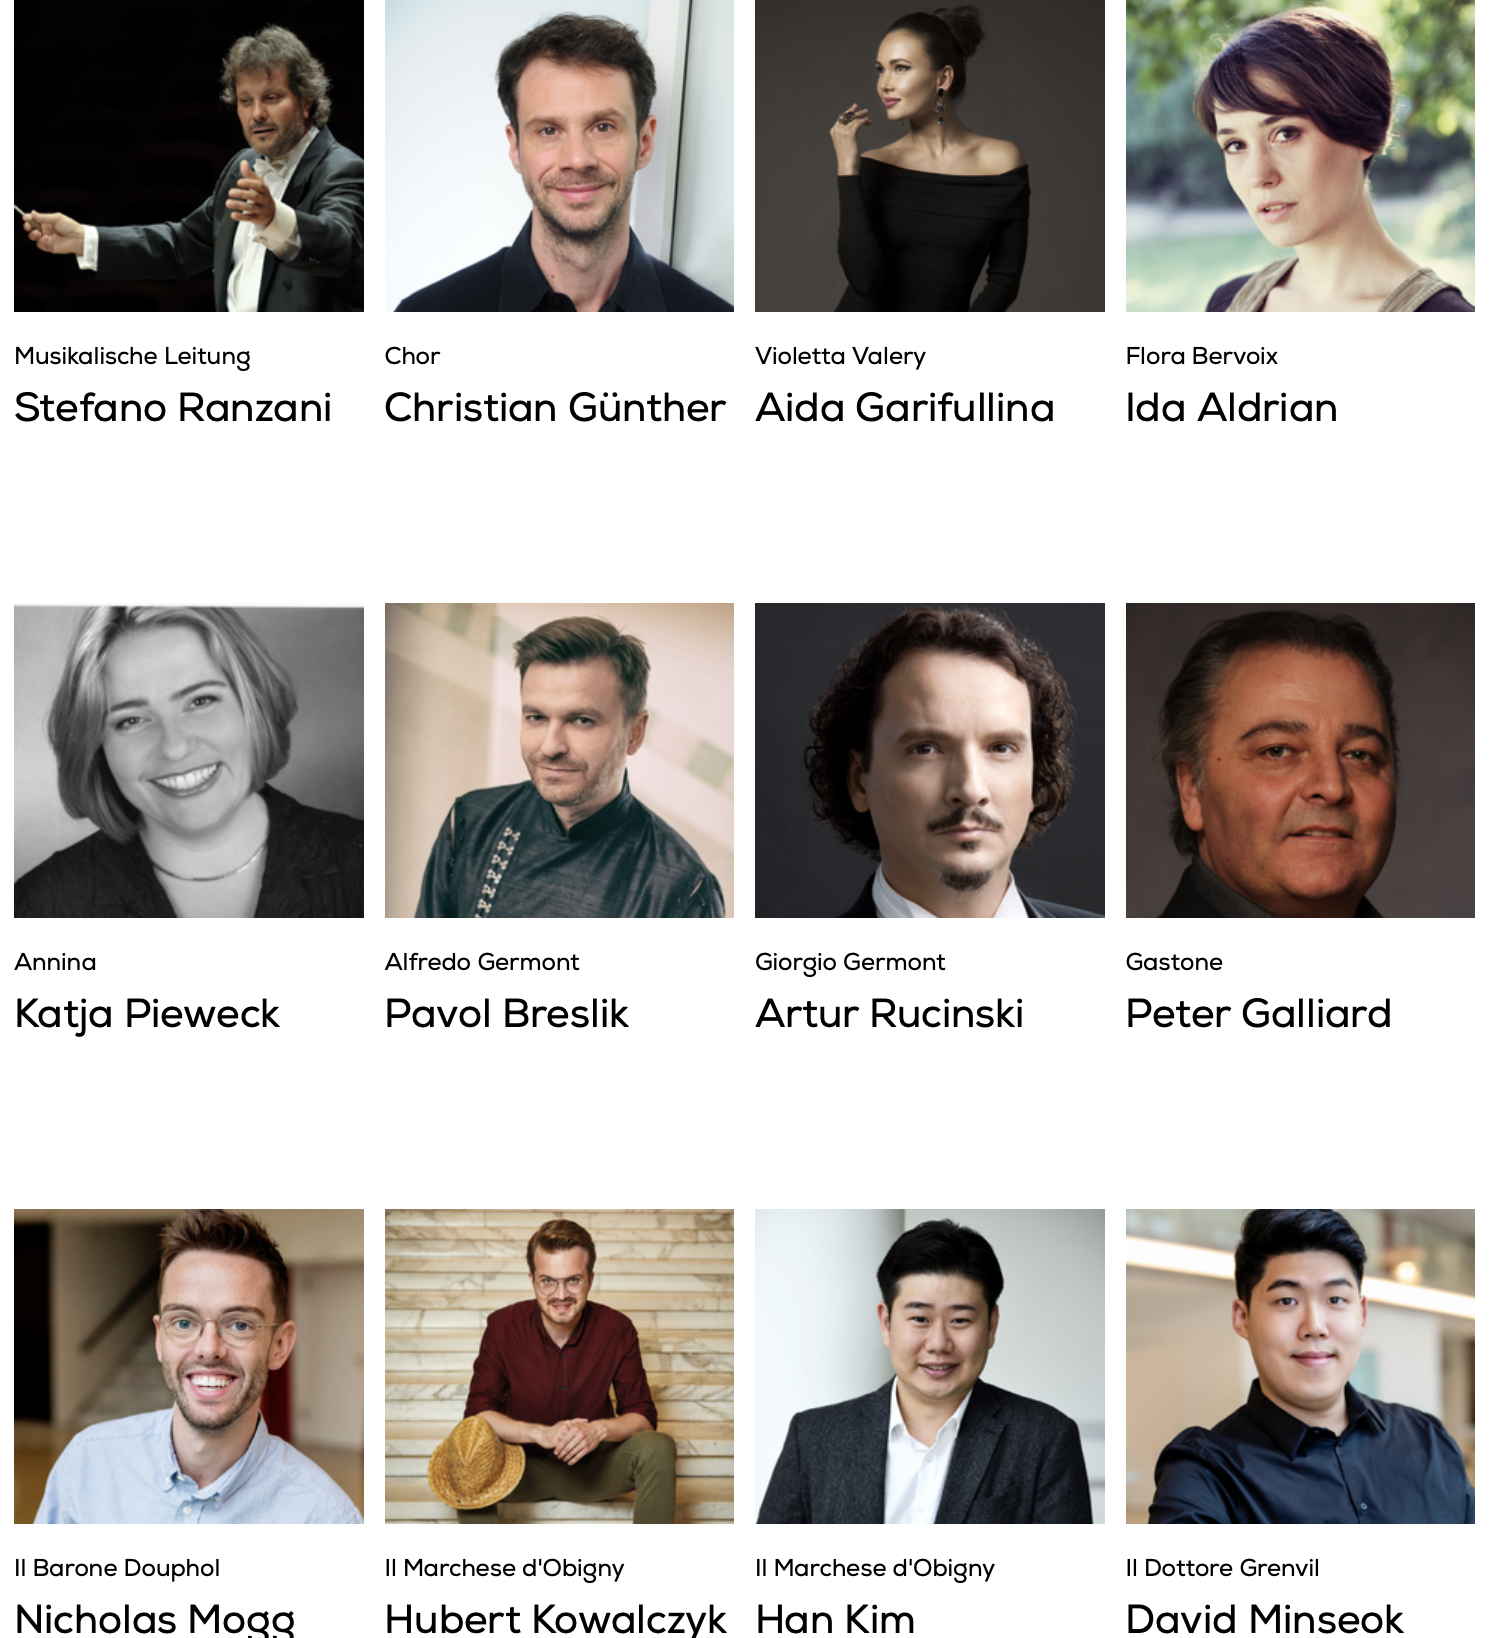 Musikalische Leitung
Stefano Ranzani
Chor
Christian Günther
Violetta Valery
Aida Garifullina
Flora Bervoix
Ida Aldrian
Annina
Katja Pieweck
Alfredo Germont
Pavol Breslik
Giorgio Germont
Artur Rucinski
Gastone
Peter Galliard
Il Barone Douphol
Nicholas Mogg
Il Marchese d'Obigny
Hubert Kowalczyk
Il Marchese d'Obigny
Han Kim
Il Dottore Grenvil
David Minseok